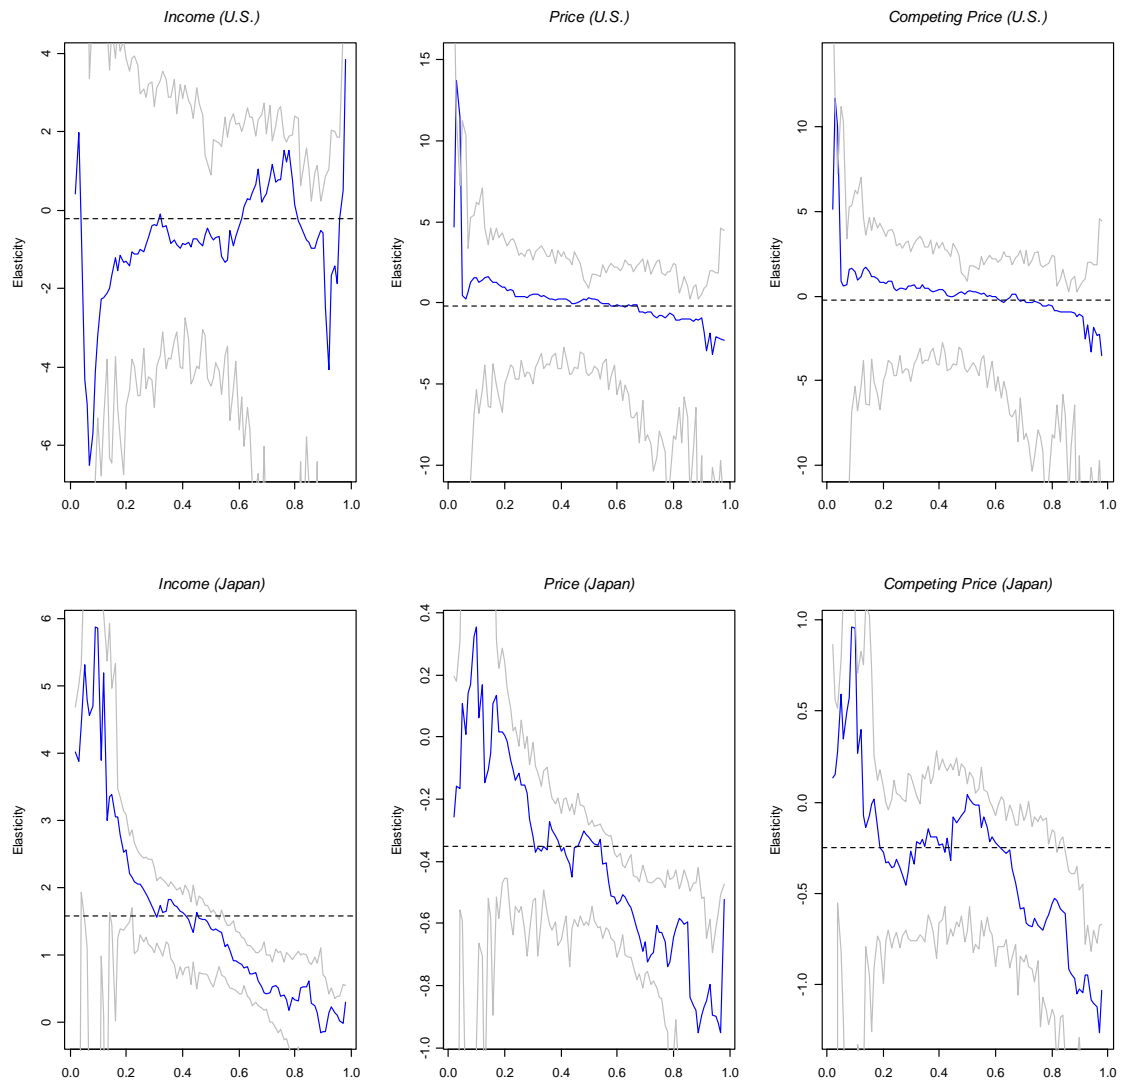 Income (U.S.) Price (U.S.) Competing Price (U.S.)
Elasticity Elasticity Elasticity
4 15
2 10 10
0 5 5
-2 0 0
-4 -5 -5
-6 -10 -10
0.0 0.2 0.4 0.6 0.8 1.0 0.0 0.2 0.4 0.6 0.8 1.0 0.0 0.2 0.4 0.6 0.8 1.0
Income (Japan) Price (Japan) Competing Price (Japan)
Elasticity Elasticity Elasticity
6 0.4 1.0
5 0.2 0.5
4 0.0 0.0
3 -0.2 -0.5
2 -0.4 -1.0
1 -0.6
0 -0.8
-1.0
0.0 0.2 0.4 0.6 0.8 1.0 0.0 0.2 0.4 0.6 0.8 1.0 0.0 0.2 0.4 0.6 0.8 1.0